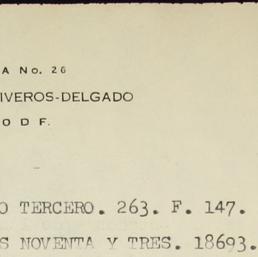 A No. 26
IVEROS-DELGADO
O D F.
O TERCERO. 263. F. 147.
S NOVENTA Y TRES. 18693.